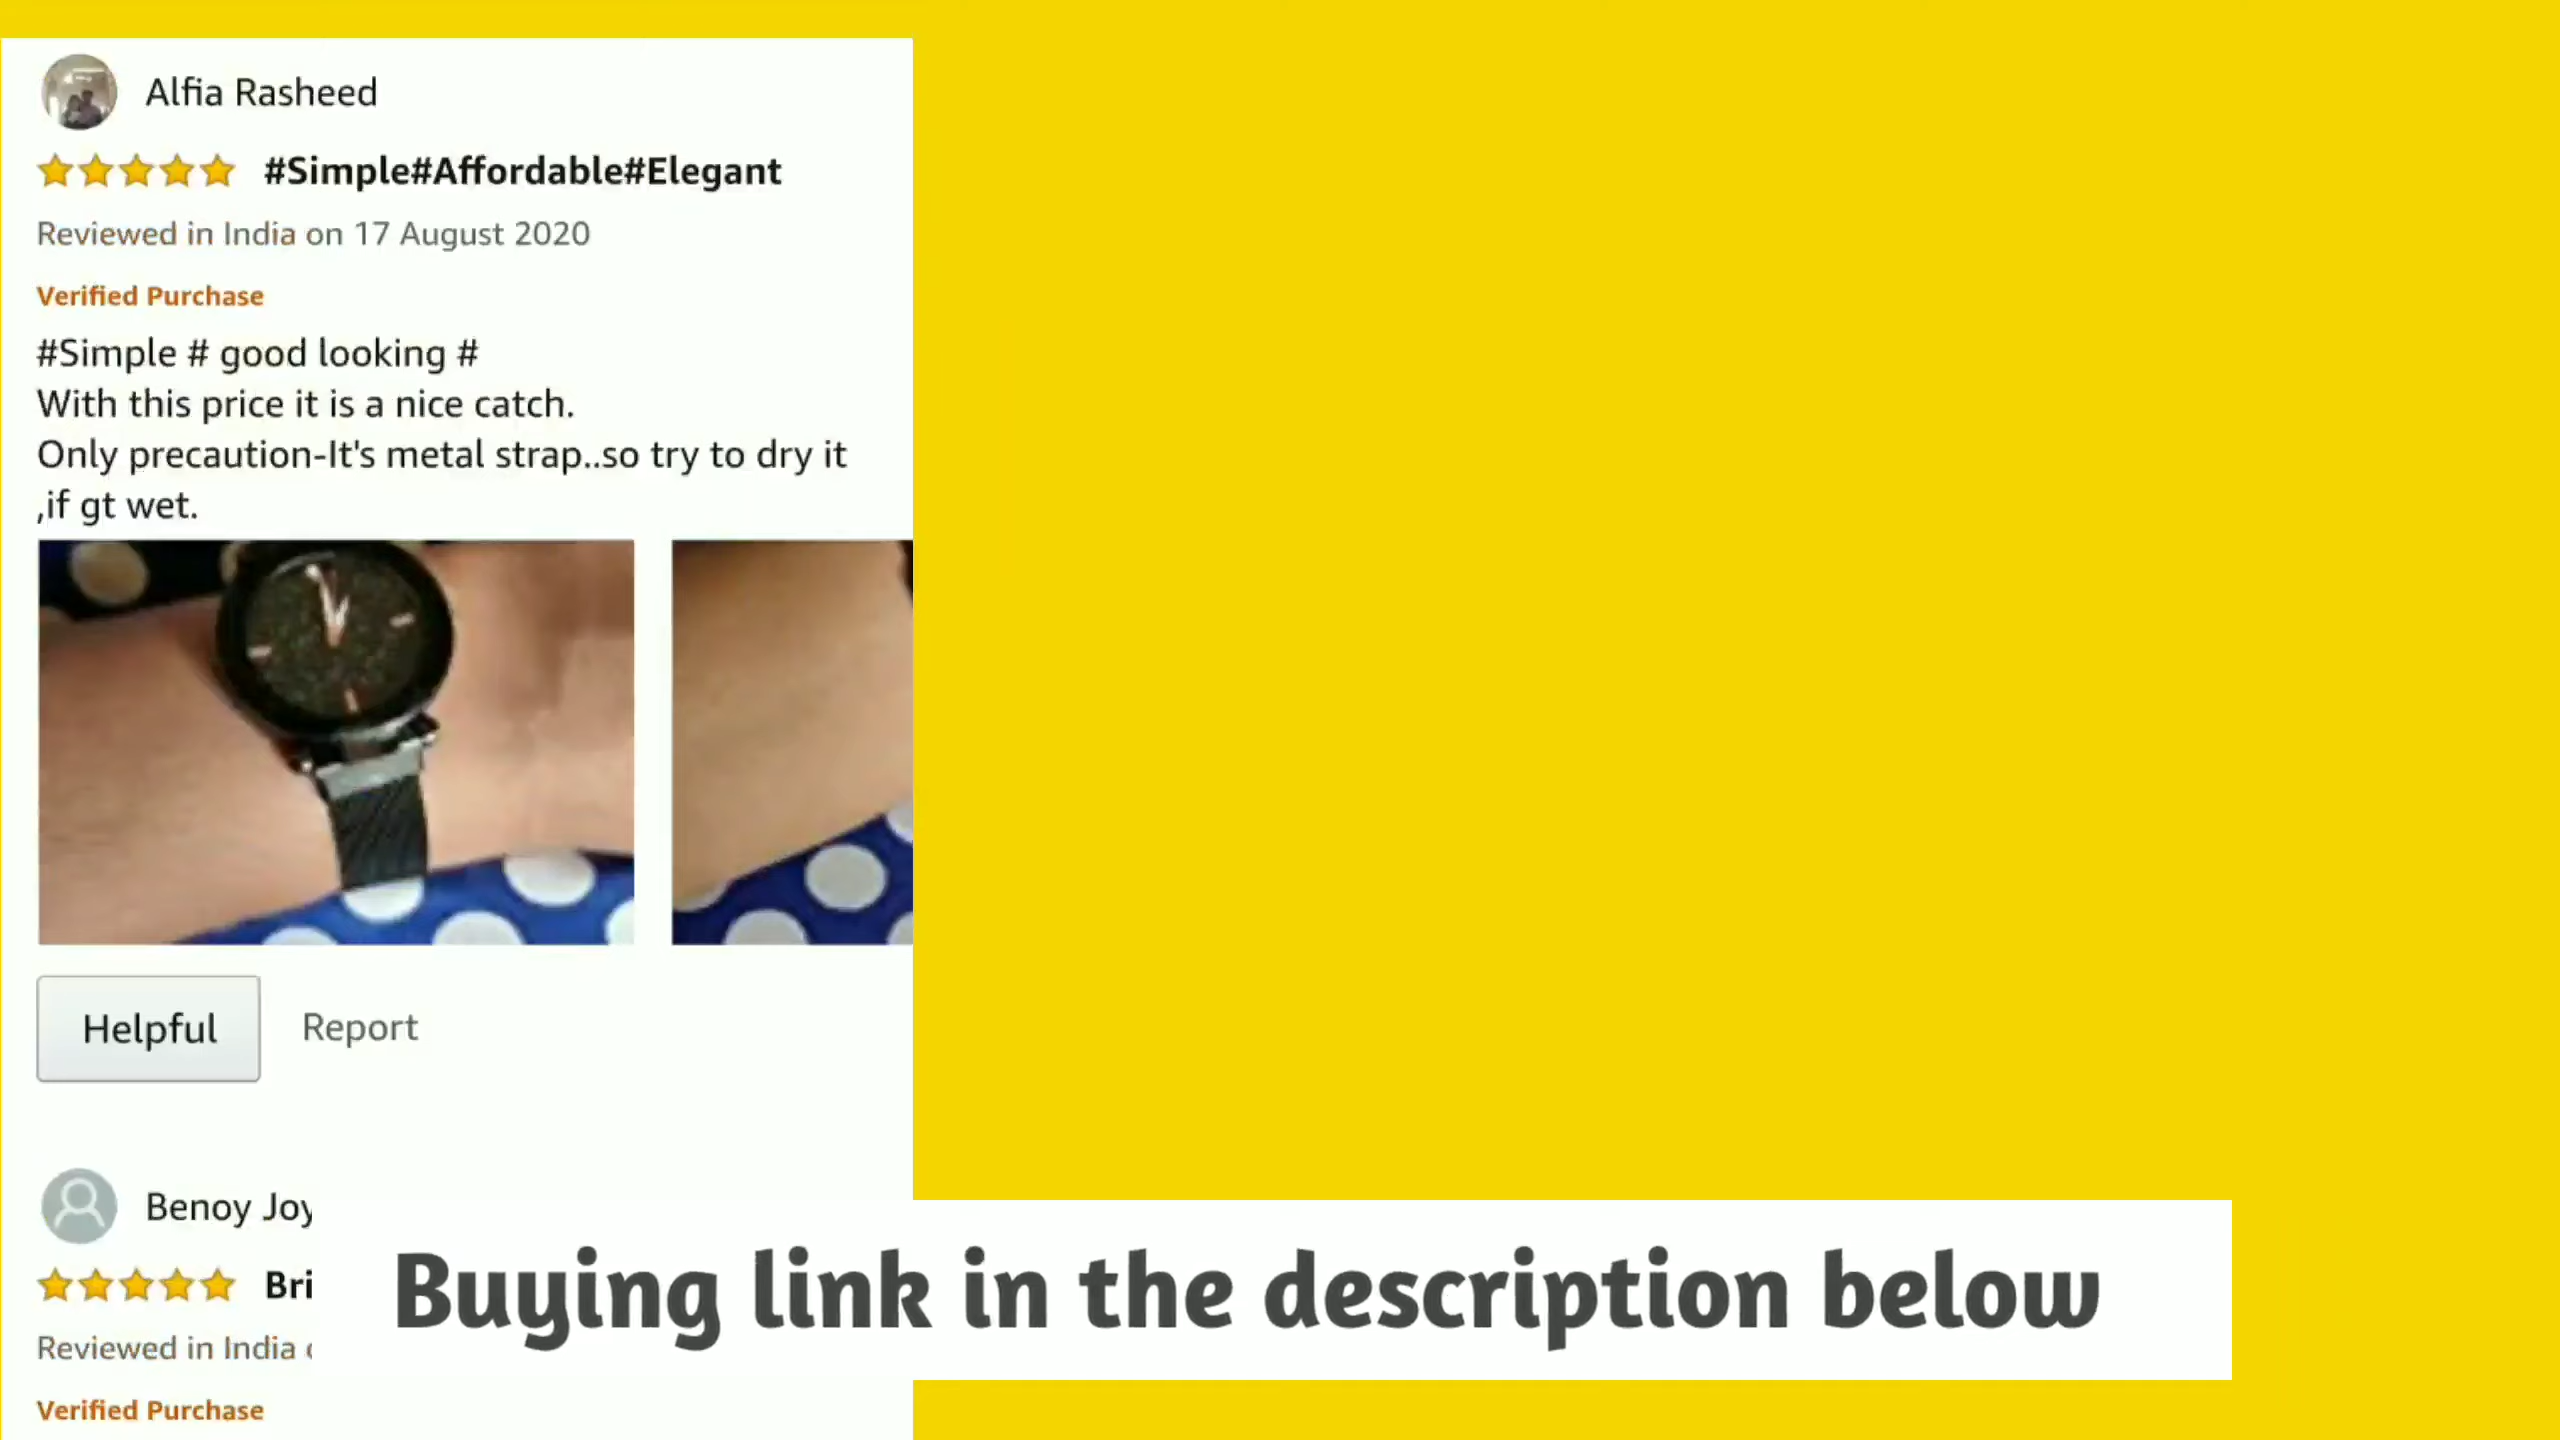 Alfia Rasheed
#Simple#Affordable#Elegant
Reviewed in India on 17 August 2020
Verified Purchase
#Simple # good looking #
With this price it is a nice catch.
Only precaution-It's metal strap..so try to dry it
,if gt wet.
Helpful Report
Benoy Joy
Bri
Reviewed in India
Verified Purchase
Buying link in the description below